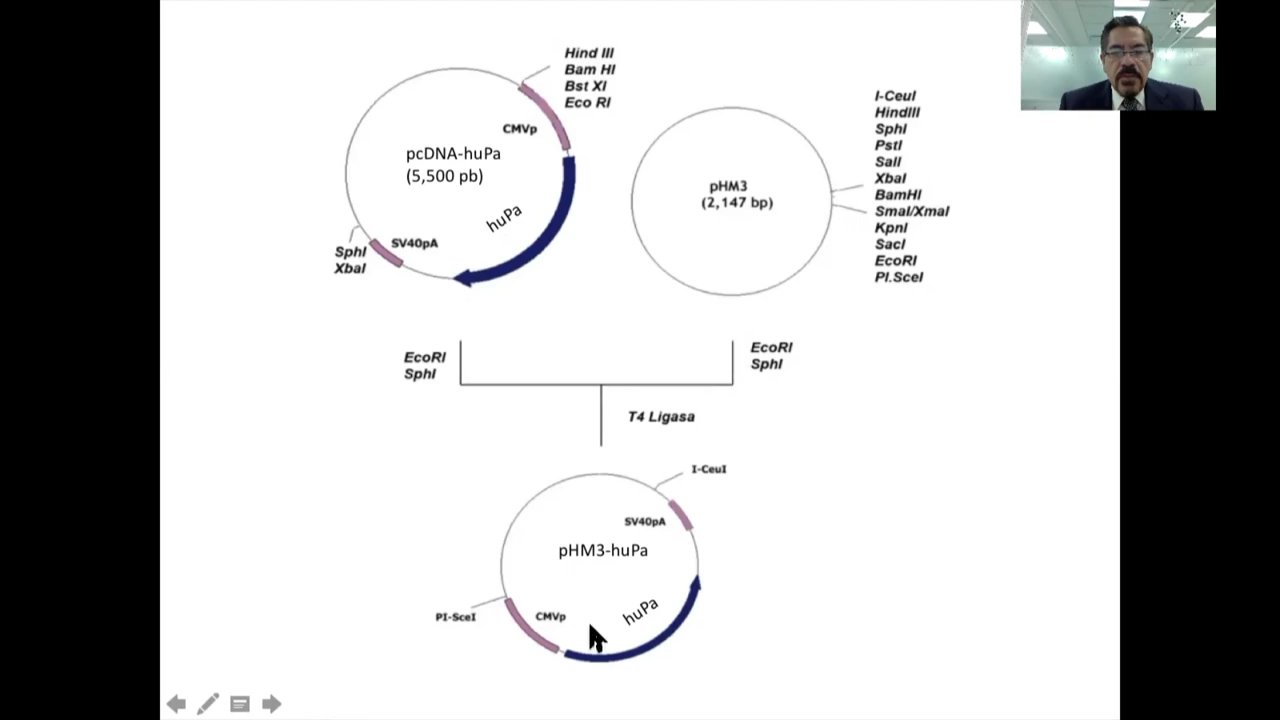 Hind III
Bam HI
Bst XI
Eco RI
CMVp
pcDNA-huPa
(5,500 pb)
huPa
SV40pA
SphI
XbaI
pHM3
(2,147 bp)
I-CeuI
HindIII
SphI
PstI
SalI
XbaI
BamHI
SmaI/XmaI
KpnI
SacI
EcoRI
PI.SceI
EcoRI
SphI
EcoRI
SphI
T4 Ligasa
I-CeuI
SV40pA
pHM3-huPa
huPa
CMVp
PI-SceI